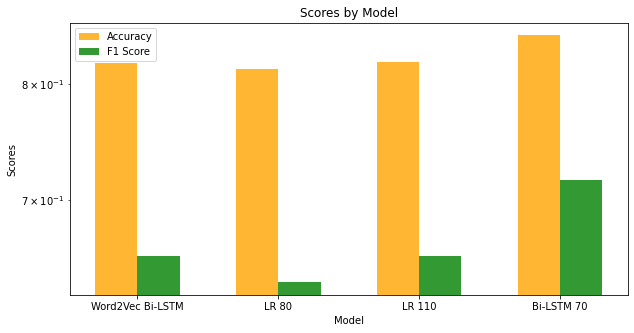 Scores by Model
Accuracy
F1 Score
8 × 10⁻¹
7 × 10⁻¹
Scores
Word2Vec Bi-LSTM
LR 80
LR 110
Bi-LSTM 70
Model